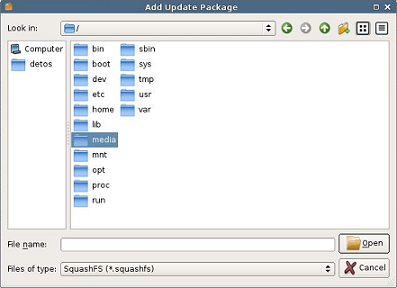 Add Update Package
Look in: /
Computer
detos
bin
boot
dev
etc
home
lib
media
mnt
opt
proc
run
sbin
sys
tmp
usr
var
File name:
Open
Files of type: SquashFS (*.squashfs)
Cancel